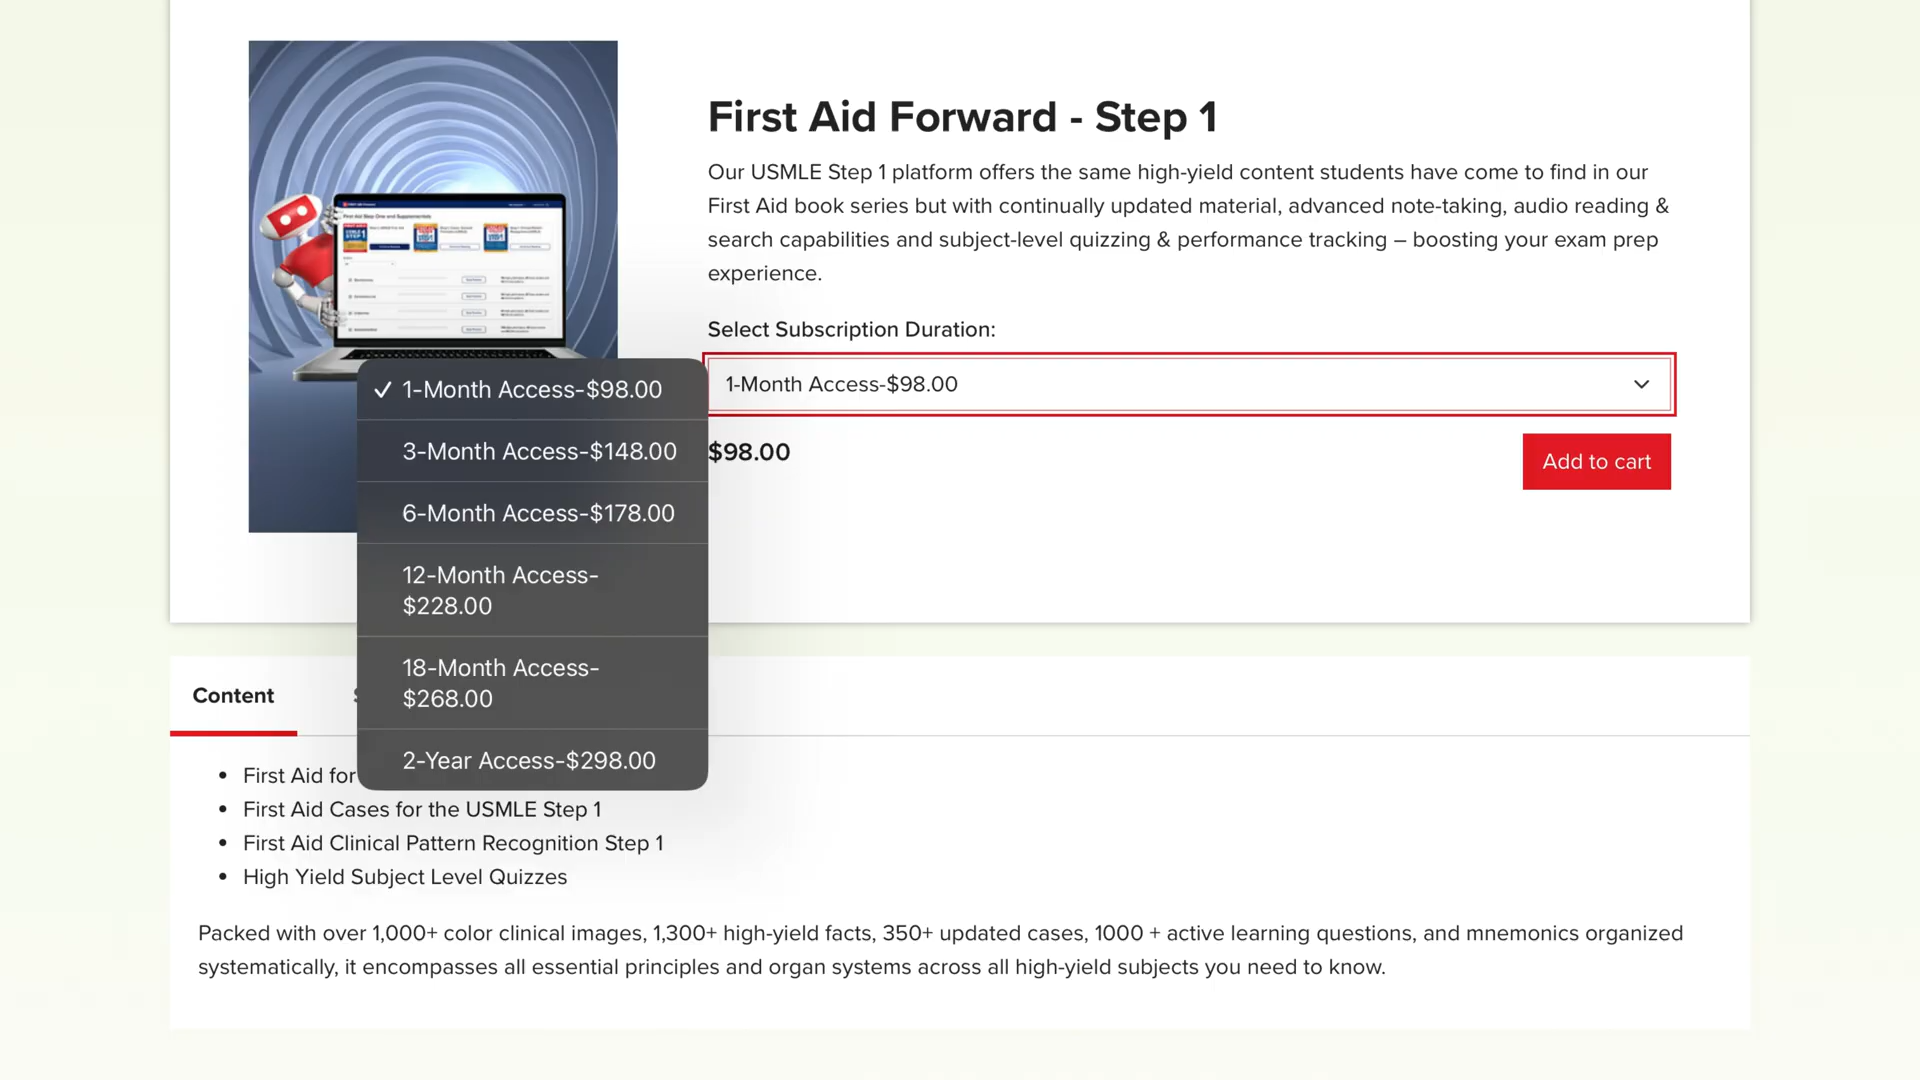 First Aid Forward - Step 1
Our USMLE Step 1 platform offers the same high-yield content students have come to find in our
First Aid book series but with continually updated material, advanced note-taking, audio reading &
search capabilities and subject-level quizzing & performance tracking – boosting your exam prep
experience.
Select Subscription Duration:
1-Month Access-$98.00
$98.00
Add to cart
✓ 1-Month Access-$98.00
3-Month Access-$148.00
6-Month Access-$178.00
12-Month Access-
$228.00
18-Month Access-
$268.00
2-Year Access-$298.00
Content
• First Aid for
• First Aid Cases for the USMLE Step 1
• First Aid Clinical Pattern Recognition Step 1
• High Yield Subject Level Quizzes
Packed with over 1,000+ color clinical images, 1,300+ high-yield facts, 350+ updated cases, 1000 + active learning questions, and mnemonics organized
systematically, it encompasses all essential principles and organ systems across all high-yield subjects you need to know.